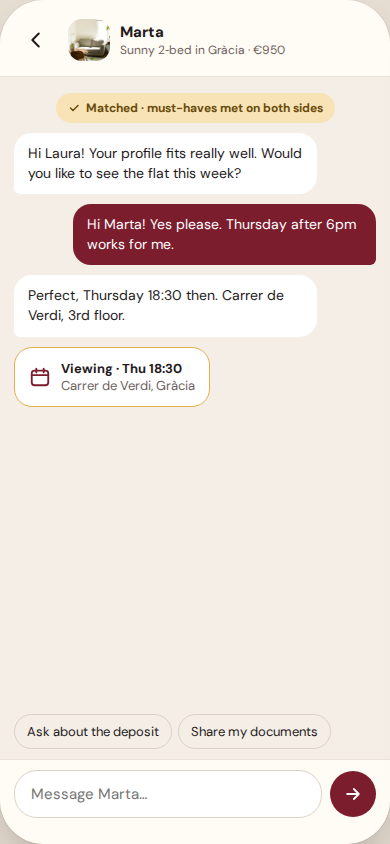 Marta
Sunny 2-bed in Gràcia · €950
Matched · must-haves met on both sides
Hi Laura! Your profile fits really well. Would
you like to see the flat this week?
Hi Marta! Yes please. Thursday after 6pm
works for me.
Perfect, Thursday 18:30 then. Carrer de
Verdi, 3rd floor.
Viewing · Thu 18:30
Carrer de Verdi, Gràcia
Ask about the deposit
Share my documents
Message Marta…